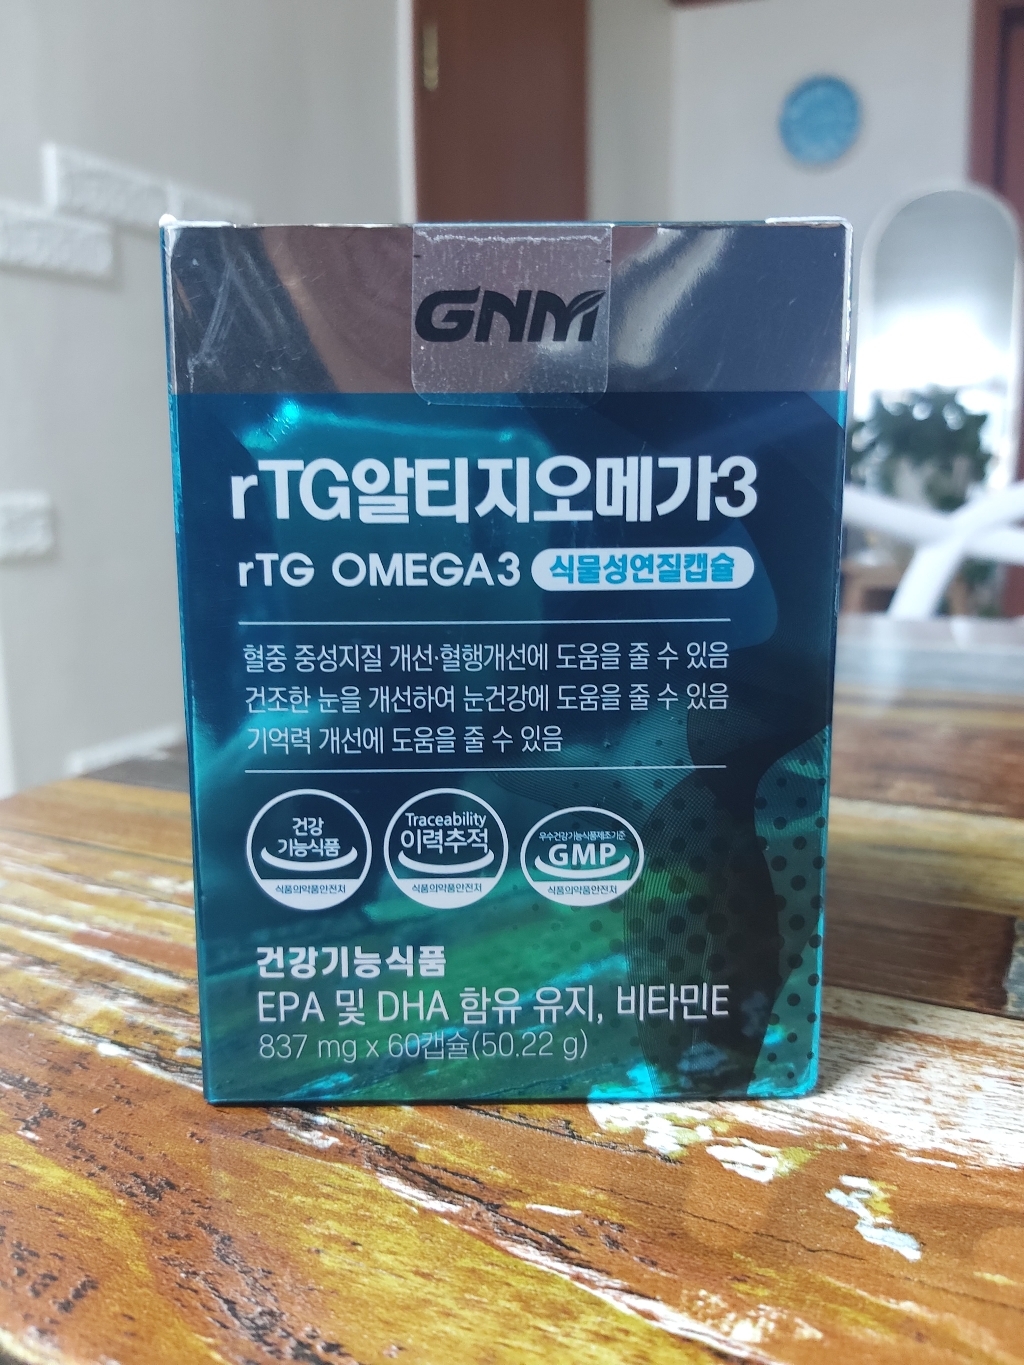 GNM
rTG알티지오메가3
rTG OMEGA3 식물성연질캡슐
혈중 중성지질 개선·혈행개선에 도움을 줄 수 있음
건조한 눈을 개선하여 눈건강에 도움을 줄 수 있음
기억력 개선에 도움을 줄 수 있음
건강
기능식품
식품의약품안전처
Traceability
이력추적
식품의약품안전처
우수건강기능식품제조기준
GMP
식품의약품안전처
건강기능식품
EPA 및 DHA 함유 유지, 비타민E
837 mg x 60캡슐(50.22 g)